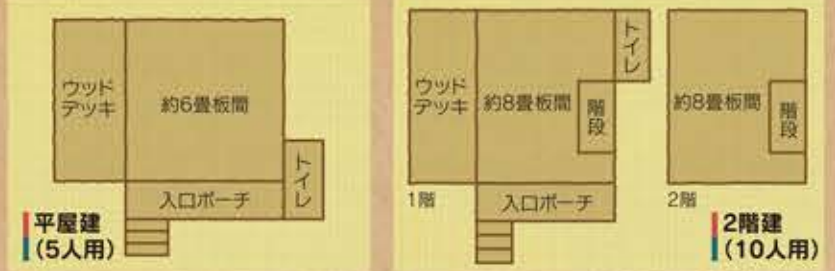 ウッド
デッキ
約6畳板間
トイレ
入口ポーチ
平屋建
(5人用)
ウッド
デッキ
約8畳板間
階段
トイレ
入口ポーチ
1階
約8畳板間
階段
2階
2階建
(10人用)